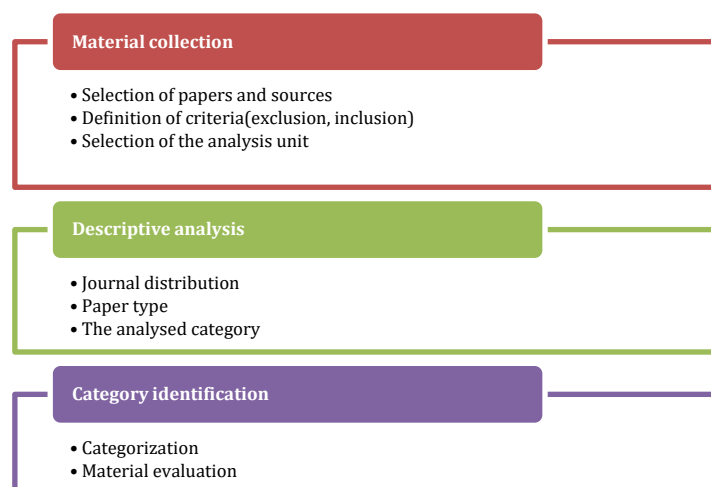 Material collection
• Selection of papers and sources
• Definition of criteria(exclusion, inclusion)
• Selection of the analysis unit
Descriptive analysis
• Journal distribution
• Paper type
• The analysed category
Category identification
• Categorization
• Material evaluation